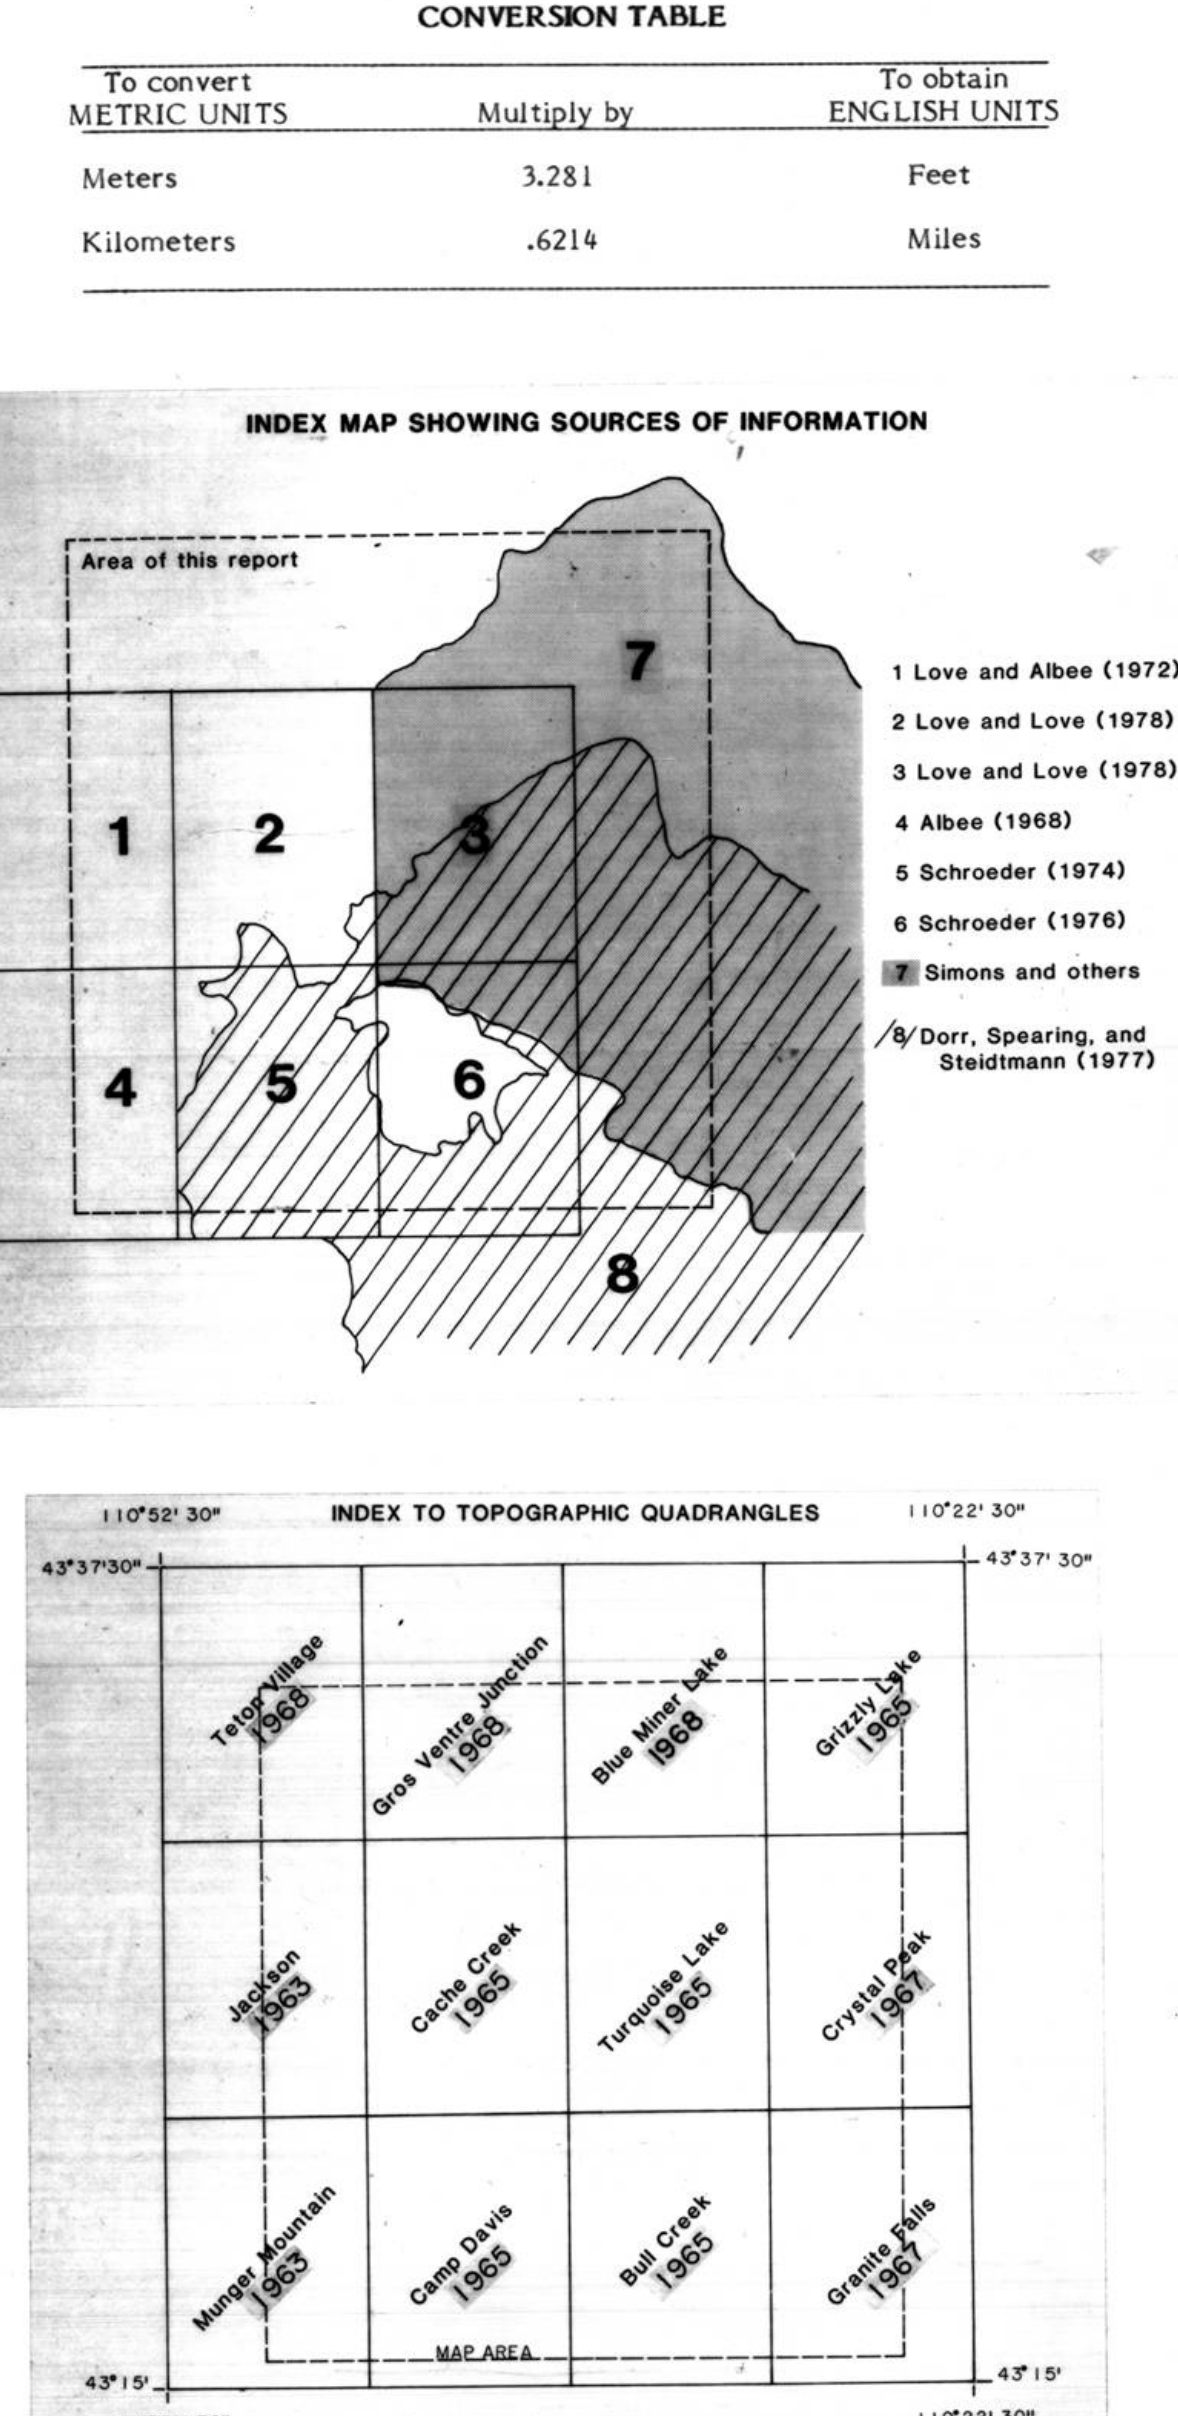 CONVERSION TABLE
To convert
METRIC UNITS
Multiply by
To obtain
ENGLISH UNITS
Meters 3.281 Feet
Kilometers .6214 Miles
INDEX MAP SHOWING SOURCES OF INFORMATION
Area of this report
7
1
2
3
4
5
6
8
1 Love and Albee (1972)
2 Love and Love (1978)
3 Love and Love (1978)
4 Albee (1968)
5 Schroeder (1974)
6 Schroeder (1976)
7 Simons and others
/8/ Dorr, Spearing, and
Steidtmann (1977)
110°52' 30"
INDEX TO TOPOGRAPHIC QUADRANGLES
110°22' 30"
43°37'30"
43°37' 30"
Teton Village
1968
Gros Ventre Junction
1968
Blue Miner Lake
1968
Grizzly Lake
1965
Jackson
1963
Cache Creek
1965
Turquoise Lake
1965
Crystal Peak
1967
Munger Mountain
1963
Camp Davis
1965
Bull Creek
1965
Granite Falls
1967
MAP AREA
43°15'
43°15'